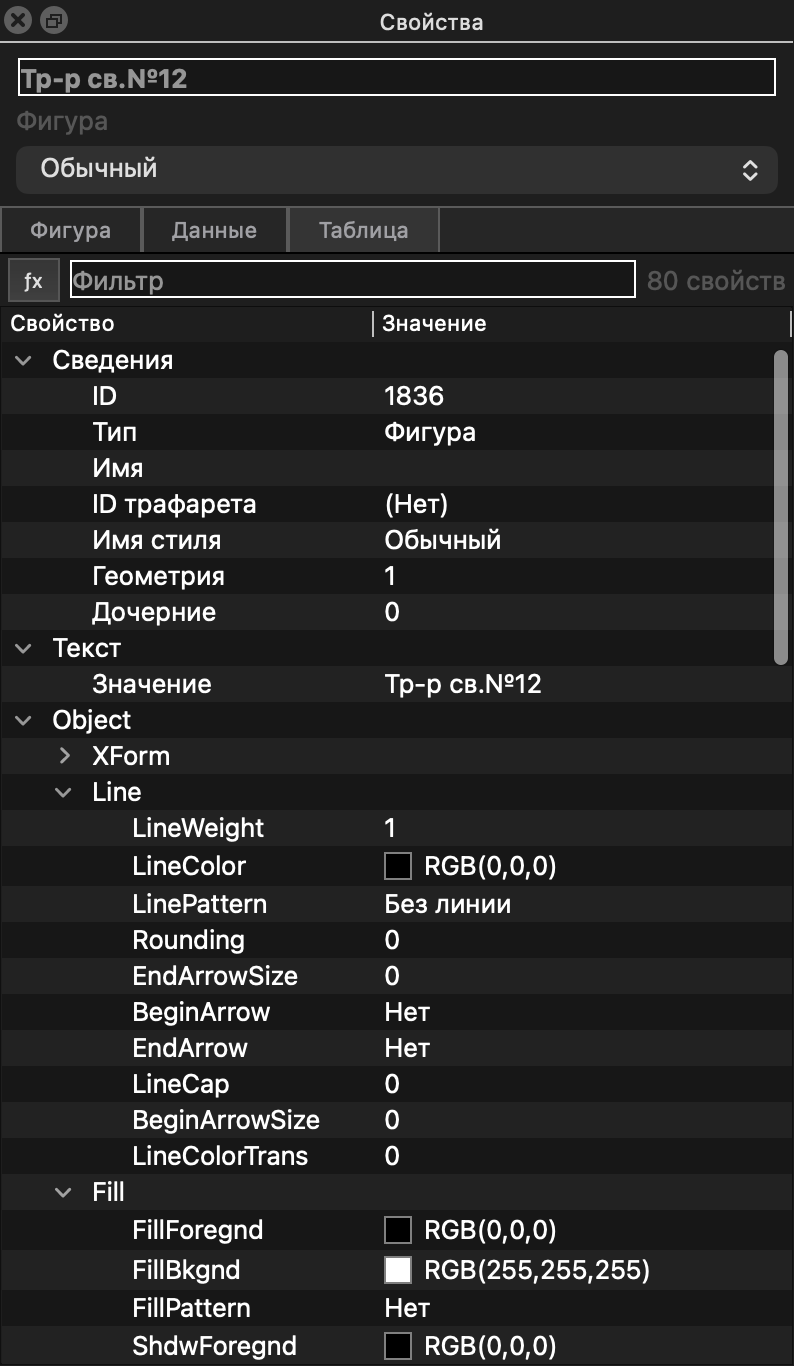 Свойства
Тр-р св.№12
Фигура
Обычный
Фигура Данные Таблица
ƒx Фильтр 80 свойств
Свойство Значение
Сведения
ID 1836
Тип Фигура
Имя
ID трафарета (Нет)
Имя стиля Обычный
Геометрия 1
Дочерние 0
Текст
Значение Тр-р св.№12
Object
XForm
Line
LineWeight 1
LineColor RGB(0,0,0)
LinePattern Без линии
Rounding 0
EndArrowSize 0
BeginArrow Нет
EndArrow Нет
LineCap 0
BeginArrowSize 0
LineColorTrans 0
Fill
FillForegnd RGB(0,0,0)
FillBkgnd RGB(255,255,255)
FillPattern Нет
ShdwForegnd RGB(0,0,0)